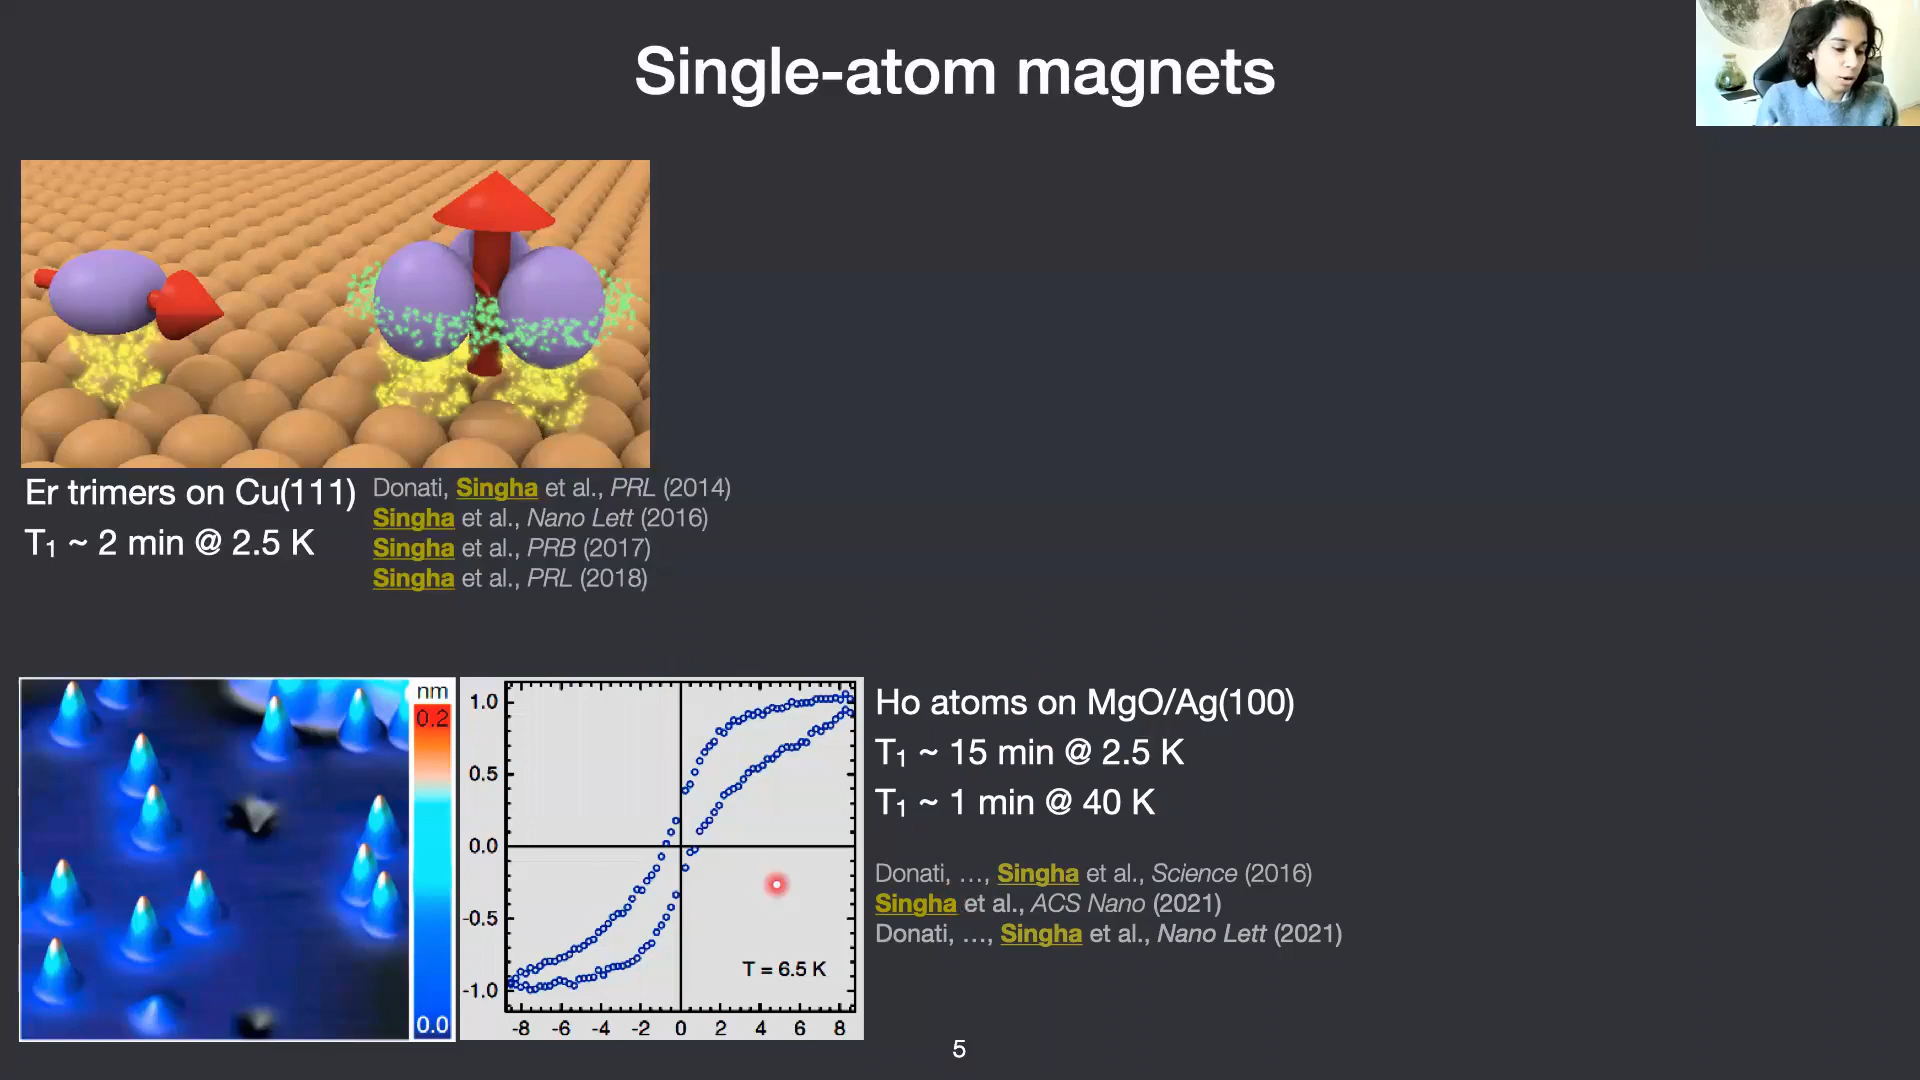 Single-atom magnets
Er trimers on Cu(111)
T₁ ~ 2 min @ 2.5 K
Donati, Singha et al., PRL (2014)
Singha et al., Nano Lett (2016)
Singha et al., PRB (2017)
Singha et al., PRL (2018)
nm
0.2
0.0
1.0
0.5
0.0
-0.5
-1.0
T = 6.5 K
-8 -6 -4 -2 0 2 4 6 8
Ho atoms on MgO/Ag(100)
T₁ ~ 15 min @ 2.5 K
T₁ ~ 1 min @ 40 K
Donati, …, Singha et al., Science (2016)
Singha et al., ACS Nano (2021)
Donati, …, Singha et al., Nano Lett (2021)
5